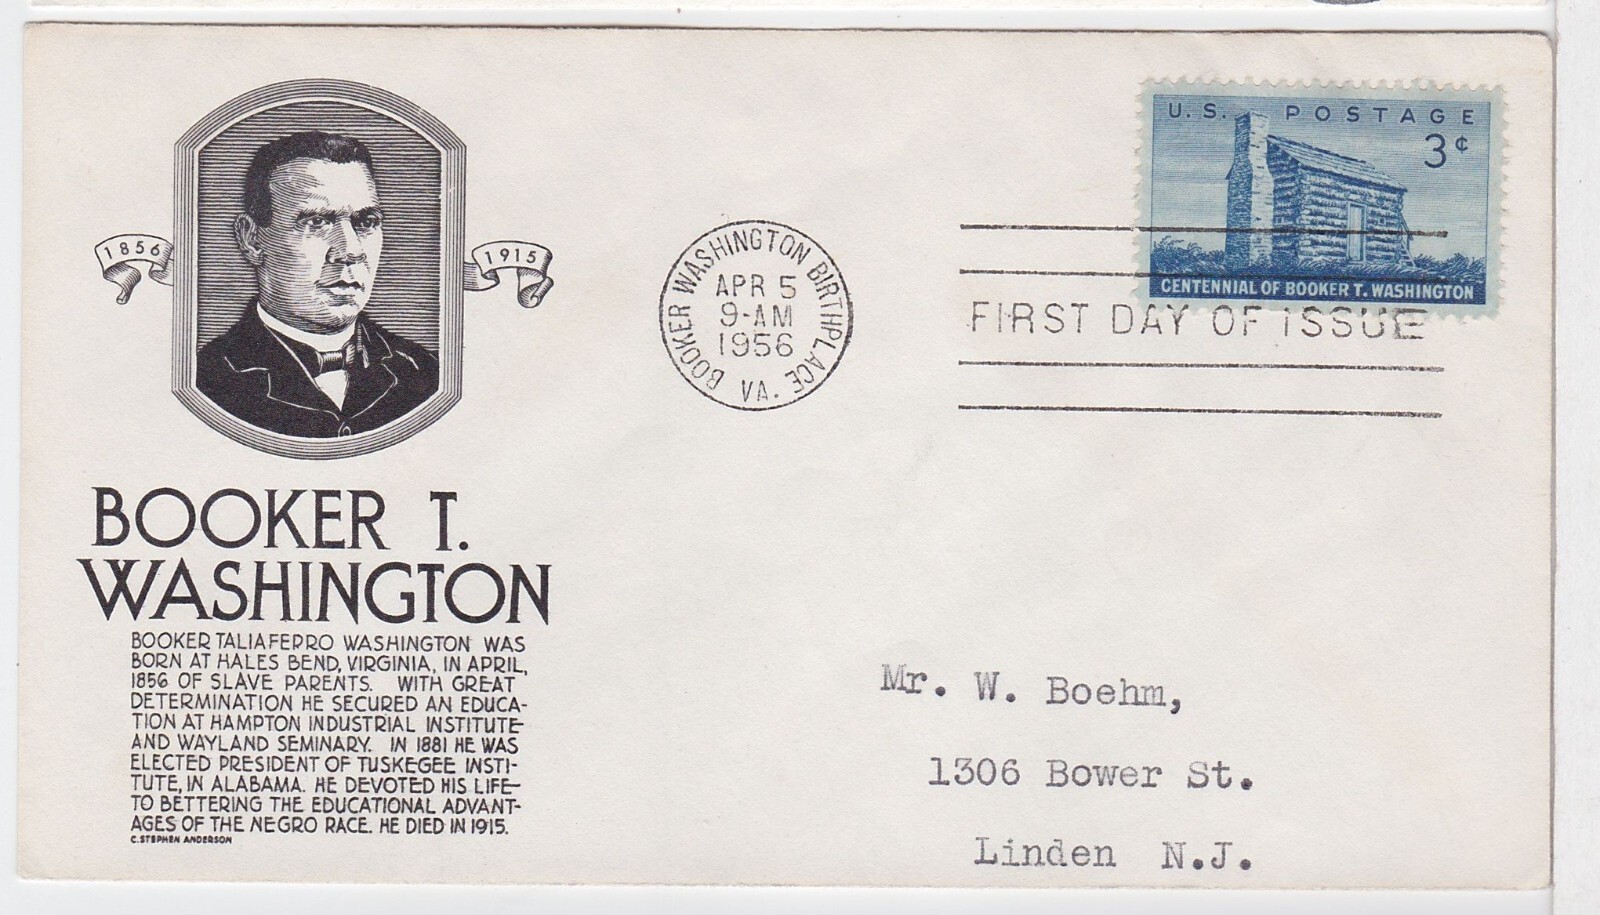 1856
1915
BOOKER T.
WASHINGTON
BOOKER TALIAFERRO WASHINGTON WAS
BORN AT HALES BEND, VIRGINIA, IN APRIL,
1856 OF SLAVE PARENTS. WITH GREAT
DETERMINATION HE SECURED AN EDUCA-
TION AT HAMPTON INDUSTRIAL INSTITUTE
AND WAYLAND SEMINARY. IN 1881 HE WAS
ELECTED PRESIDENT OF TUSKEGEE INSTI-
TUTE, IN ALABAMA. HE DEVOTED HIS LIFE
TO BETTERING THE EDUCATIONAL ADVANT-
AGES OF THE NEGRO RACE. HE DIED IN 1915.
C. STEPHEN ANDERSON
BOOKER WASHINGTON BIRTHPLACE
VA.
APR 5
9-AM
1956
U.S. POSTAGE
3¢
CENTENNIAL OF BOOKER T. WASHINGTON
FIRST DAY OF ISSUE
Mr. W. Boehm,
1306 Bower St.
Linden N.J.